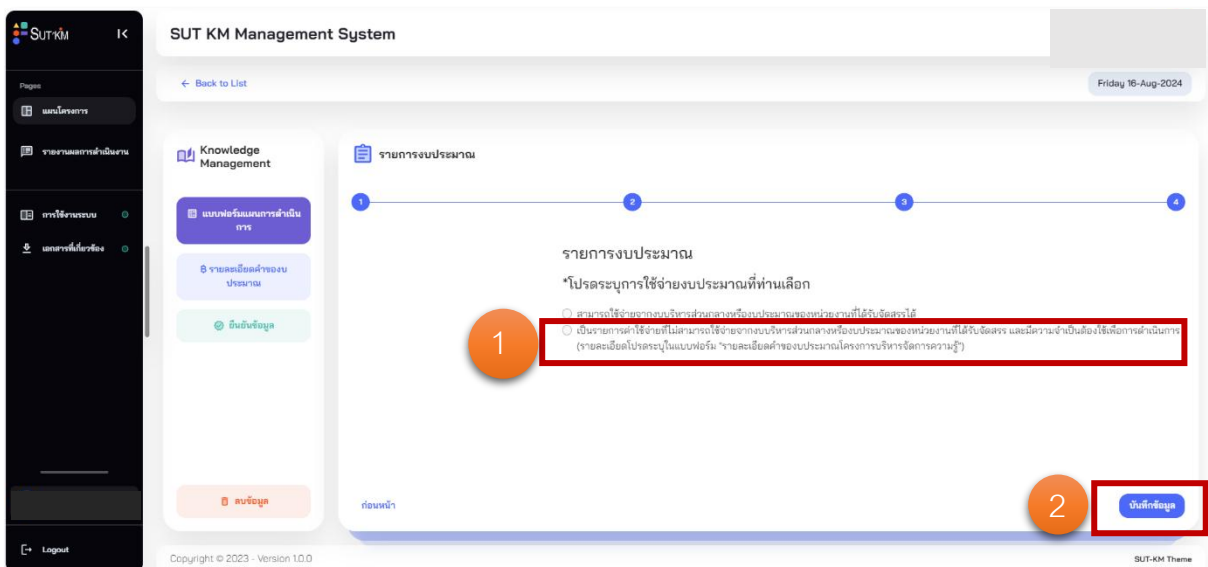 SUT KM
SUT KM Management System
Pages
แผนโครงการ
รายงานผลการดำเนินงาน
การใช้งานระบบ
เอกสารที่เกี่ยวข้อง
Logout
← Back to List
Friday 16-Aug-2024
Knowledge
Management
แบบฟอร์มแผนการดำเนิน
การ
฿ รายละเอียดคำของบ
ประมาณ
ยืนยันข้อมูล
ลบข้อมูล
รายการงบประมาณ
1
2
3
4
รายการงบประมาณ
*โปรดระบุการใช้จ่ายงบประมาณที่ท่านเลือก
สามารถใช้จ่ายจากงบบริหารส่วนกลางหรืองบประมาณของหน่วยงานที่ได้รับจัดสรรได้
1
เป็นรายการค่าใช้จ่ายที่ไม่สามารถใช้จ่ายจากงบบริหารส่วนกลางหรืองบประมาณของหน่วยงานที่ได้รับจัดสรร และมีความจำเป็นต้องใช้เพื่อการดำเนินการ
(รายละเอียดโปรดระบุในแบบฟอร์ม "รายละเอียดคำของบประมาณโครงการบริหารจัดการความรู้")
ก่อนหน้า
2
บันทึกข้อมูล
Copyright © 2023 - Version 1.0.0
SUT-KM Theme